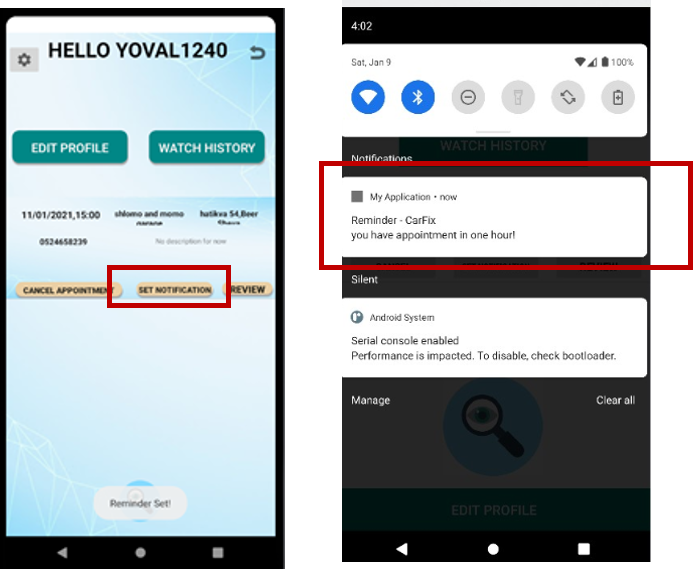 HELLO YOVAL1240
EDIT PROFILE
WATCH HISTORY
11/01/2021,15:00
shlomo and momo
garage
hatikva 54,Beer
Sheva
0524658239
No description for now
CANCEL APPOINTMENT
SET NOTIFICATION
REVIEW
Reminder Set!
4:02
Sat, Jan 9
100%
WATCH HISTORY
Notifications
My Application • now
Reminder - CarFix
you have appointment in one hour!
Silent
Android System
Serial console enabled
Performance is impacted. To disable, check bootloader.
Manage
Clear all
EDIT PROFILE